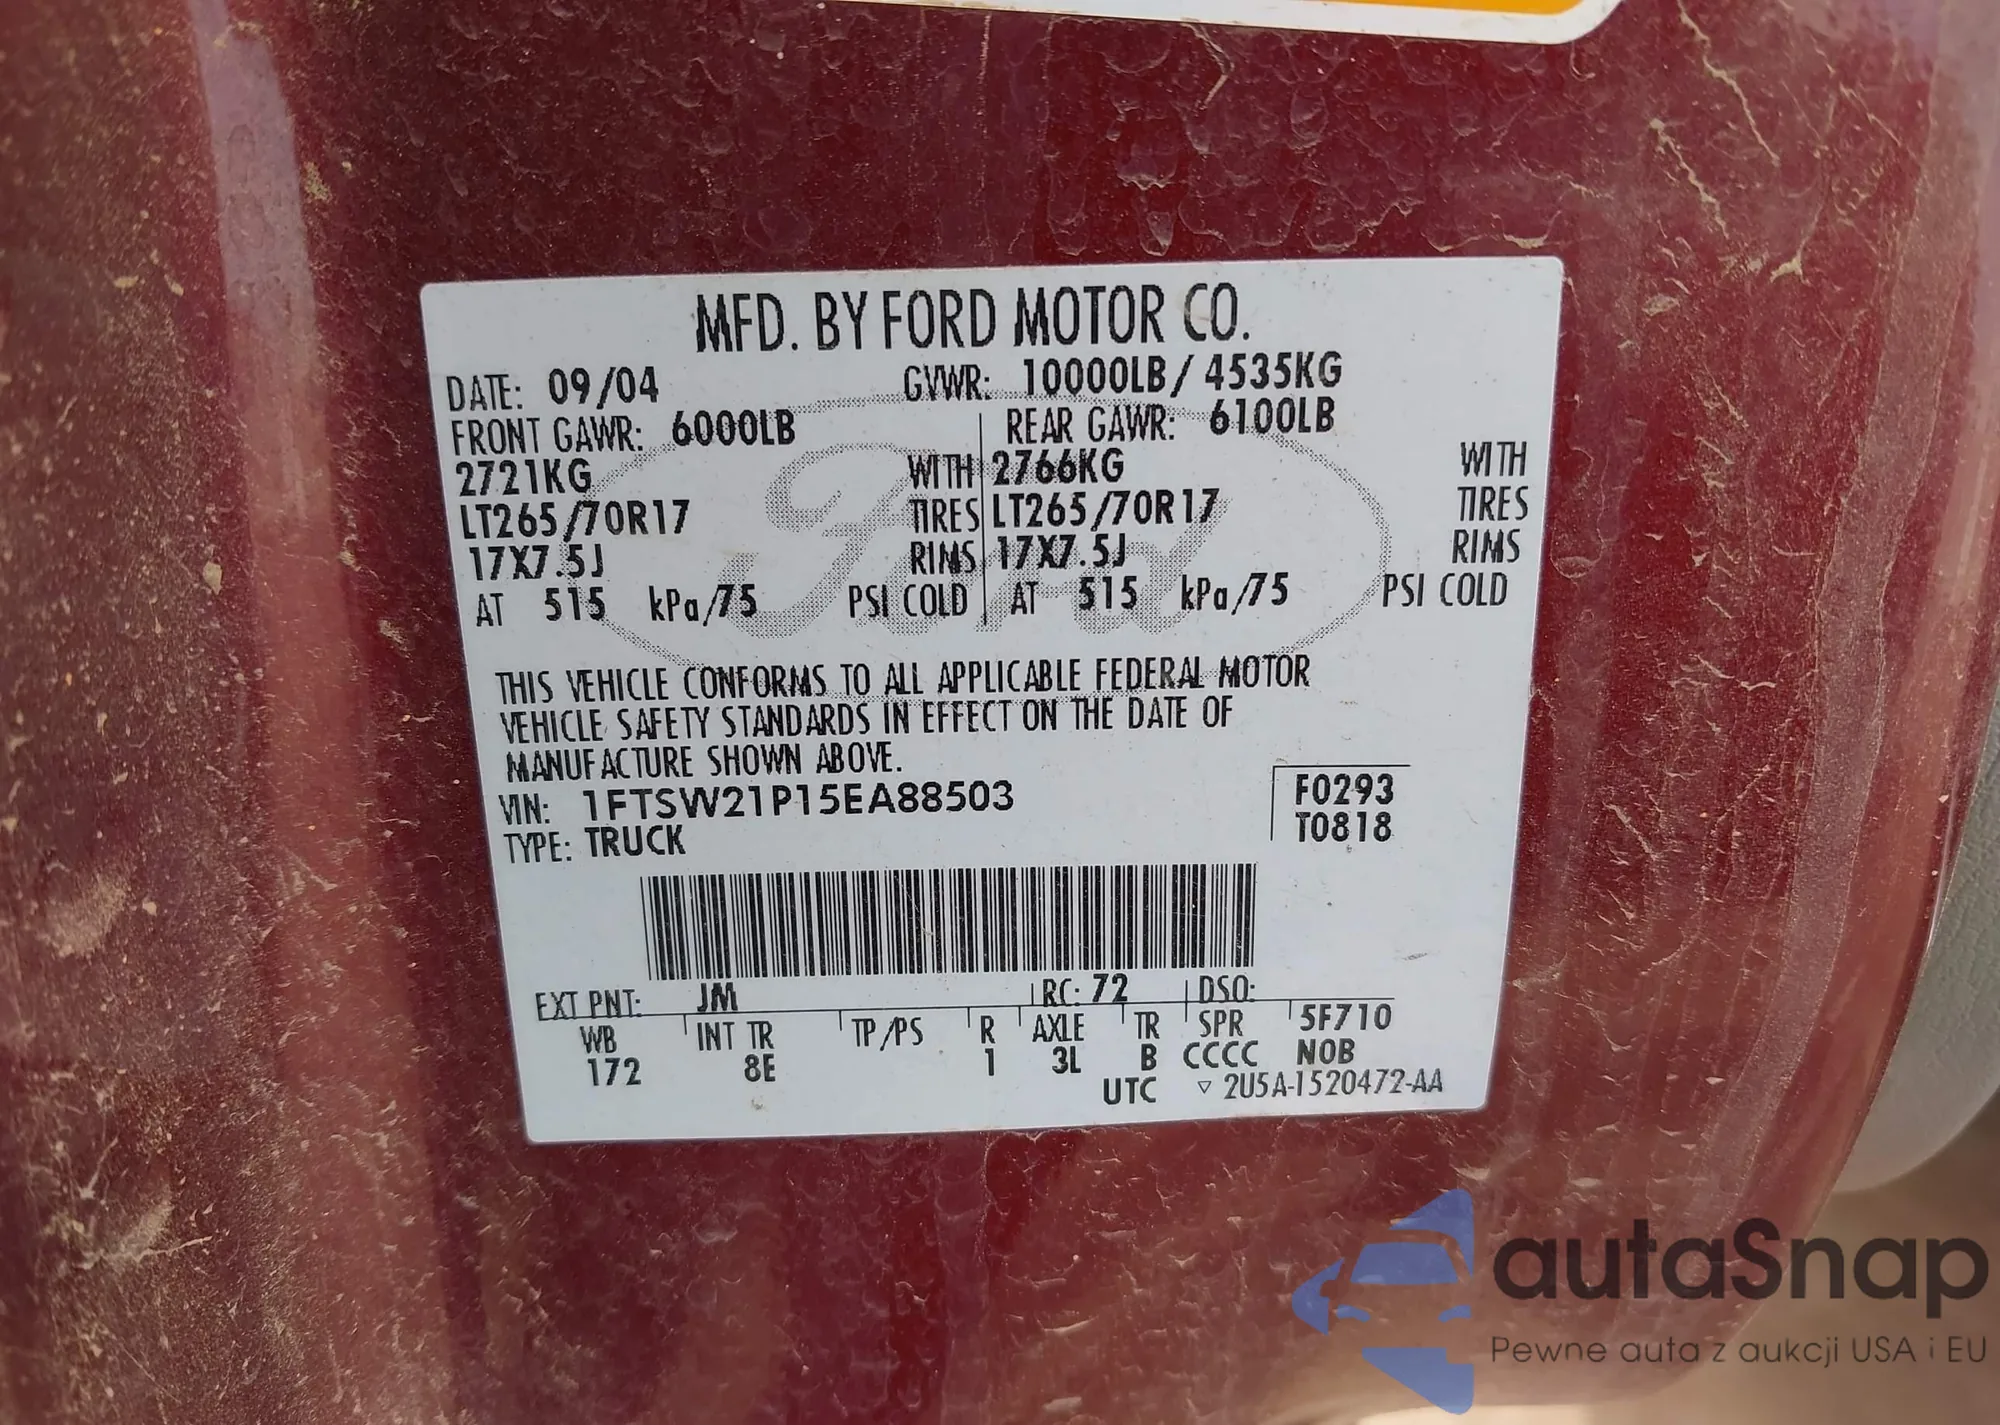 MFD. BY FORD MOTOR CO.
DATE: 09/04 GVWR: 10000LB/ 4535KG
FRONT GAWR: 6000LB REAR GAWR: 6100LB
2721KG WITH 2766KG WITH
LT265/70R17 TIRES LT265/70R17 TIRES
17X7.5J RIMS 17X7.5J RIMS
AT 515 kPa/75 PSI COLD AT 515 kPa/75 PSI COLD
Ford
THIS VEHICLE CONFORMS TO ALL APPLICABLE FEDERAL MOTOR
VEHICLE SAFETY STANDARDS IN EFFECT ON THE DATE OF
MANUFACTURE SHOWN ABOVE.
VIN: 1FTSW21P15EA88503 F0293
TYPE: TRUCK T0818
EXT PNT: JM RC: 72 DSO:
WB INT TR TP/PS R AXLE TR SPR 5F710
172 8E 1 3L B CCCC NOB
UTC ▽ 2U5A-1520472-AA
autaSnap
Pewne auta z aukcji USA i EU